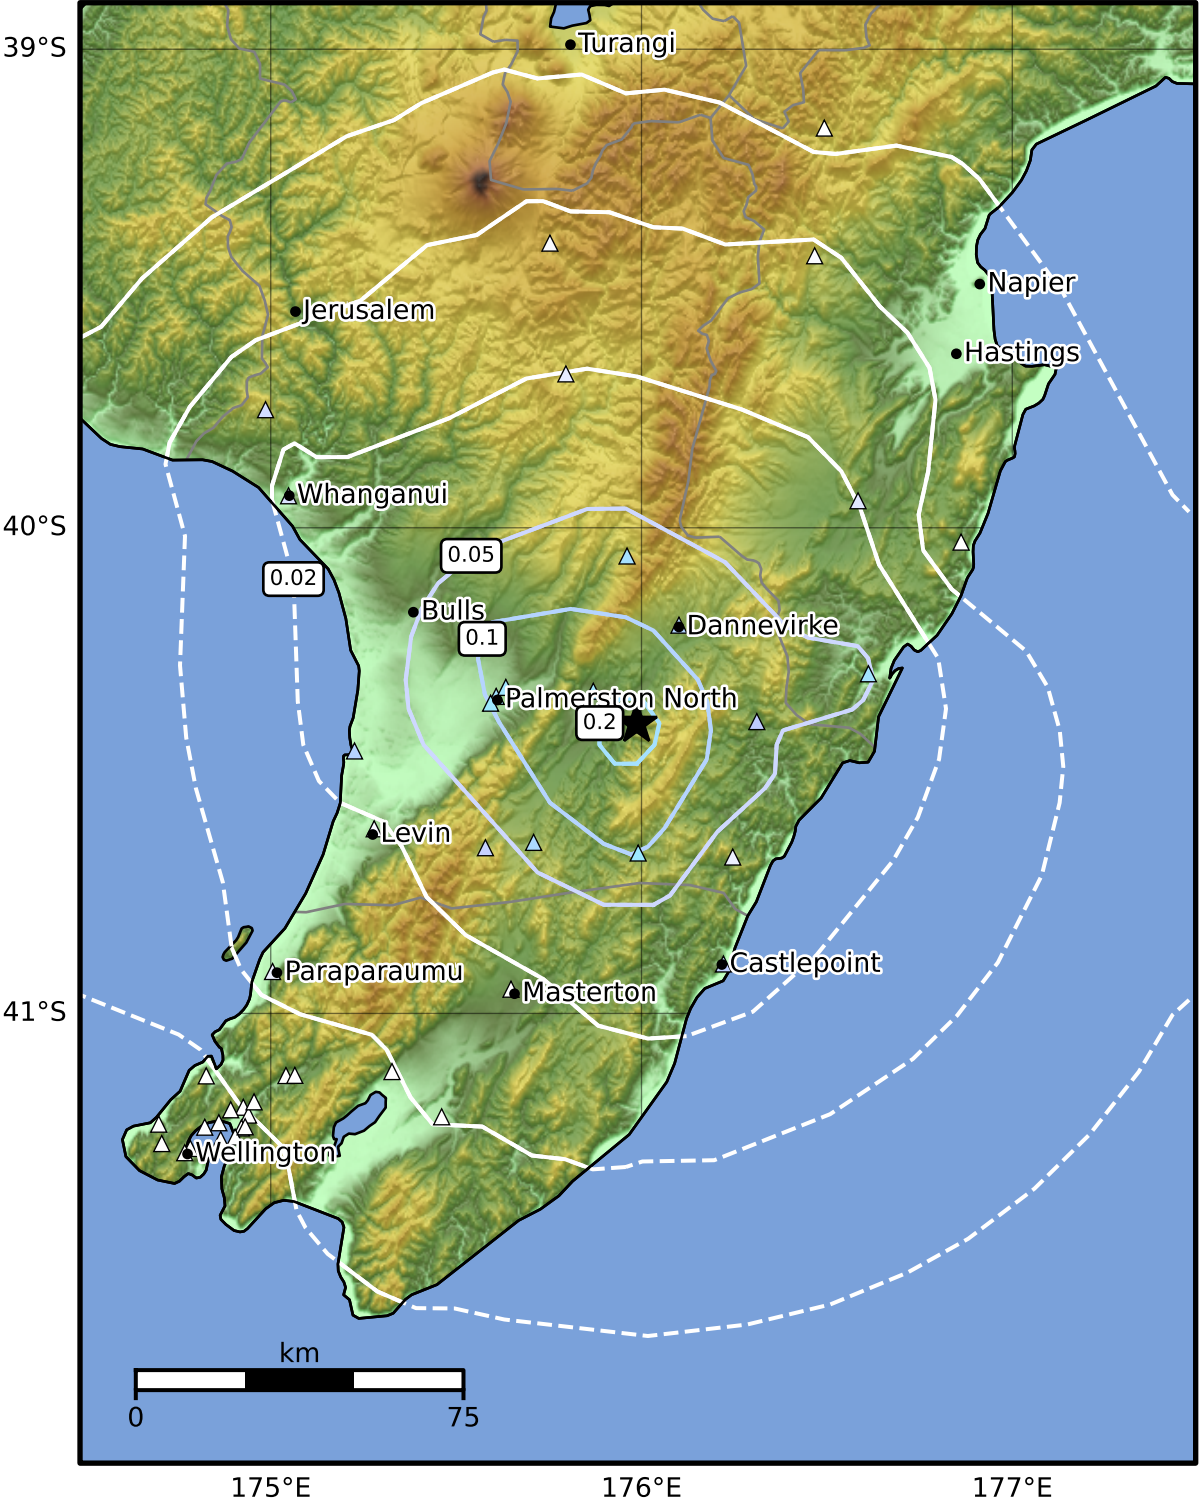 39°S
Turangi
Napier
Jerusalem
Hastings
Whanganui
40°S
0.05
0.02
Bulls
Dannevirke
0.1
Palmerston North
0.2
Levin
Castlepoint
Paraparaumu
Masterton
41°S
Wellington
km
0 75
175°E 176°E 177°E